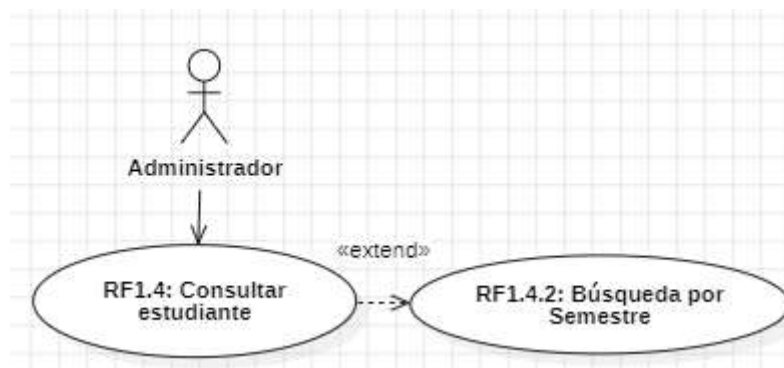 Administrador
«extend»
RF1.4: Consultar
estudiante
RF1.4.2: Búsqueda por
Semestre